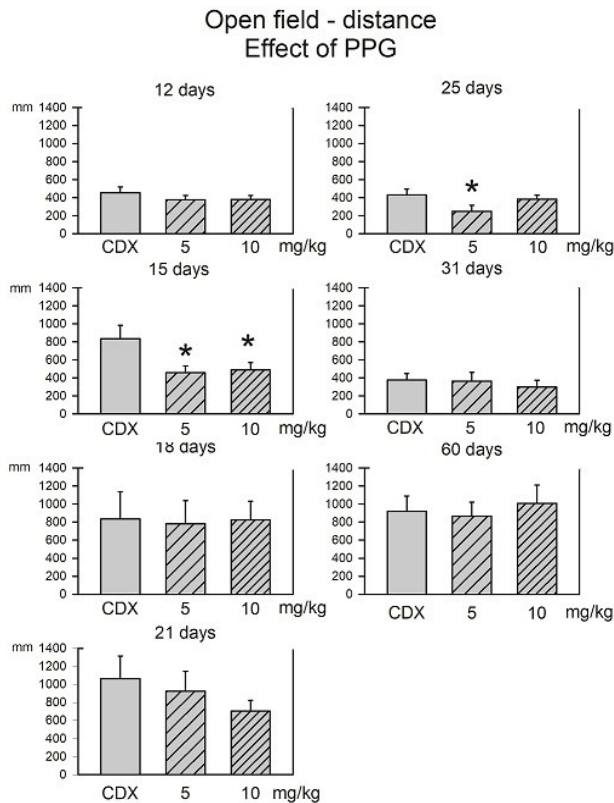 Open field - distance
Effect of PPG
12 days
mm 1400
1200
1000
800
600
400
200
0
CDX 5 10 mg/kg
25 days
1400
1200
1000
800
600
400
200
0
*
CDX 5 10 mg/kg
15 days
mm 1400
1200
1000
800
600
400
200
0
* *
CDX 5 10 mg/kg
31 days
1400
1200
1000
800
600
400
200
0
CDX 5 10 mg/kg
18 days
mm 1400
1200
1000
800
600
400
200
0
CDX 5 10 mg/kg
60 days
1400
1200
1000
800
600
400
200
0
CDX 5 10 mg/kg
21 days
mm 1400
1200
1000
800
600
400
200
0
CDX 5 10 mg/kg